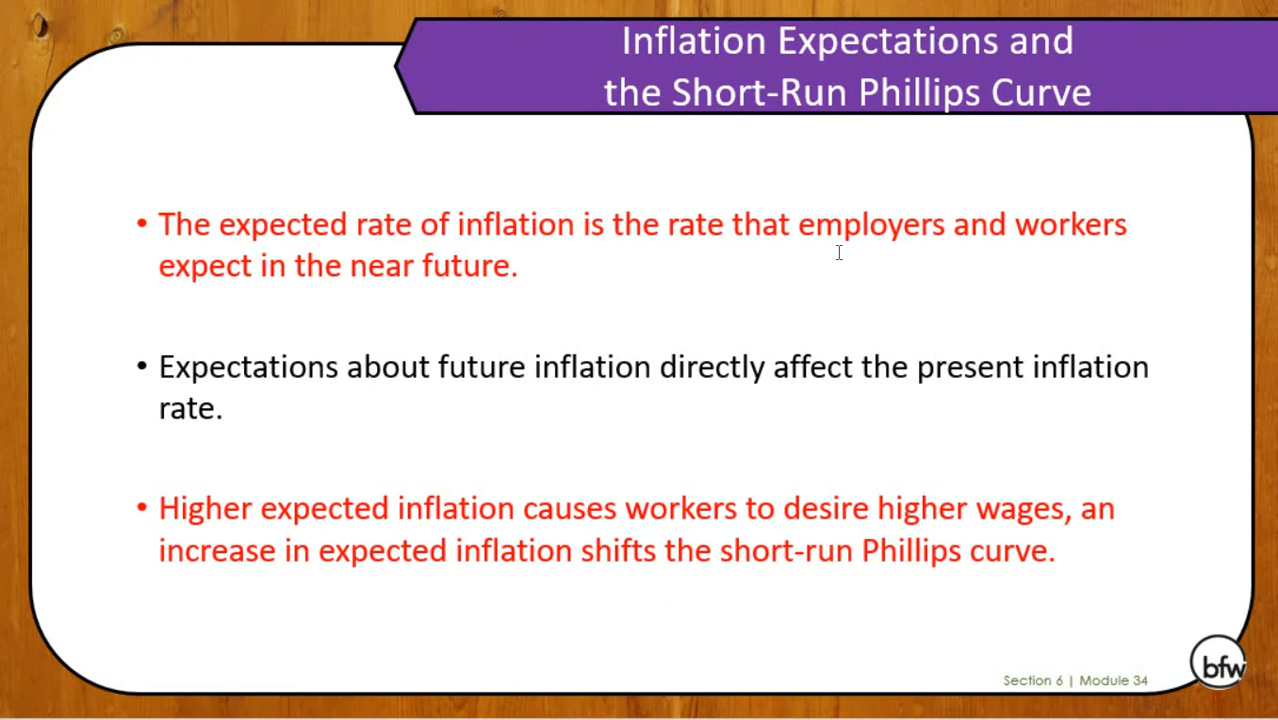 Inflation Expectations and
the Short-Run Phillips Curve
• The expected rate of inflation is the rate that employers and workers
expect in the near future.
• Expectations about future inflation directly affect the present inflation
rate.
• Higher expected inflation causes workers to desire higher wages, an
increase in expected inflation shifts the short-run Phillips curve.
Section 6 | Module 34
bfw